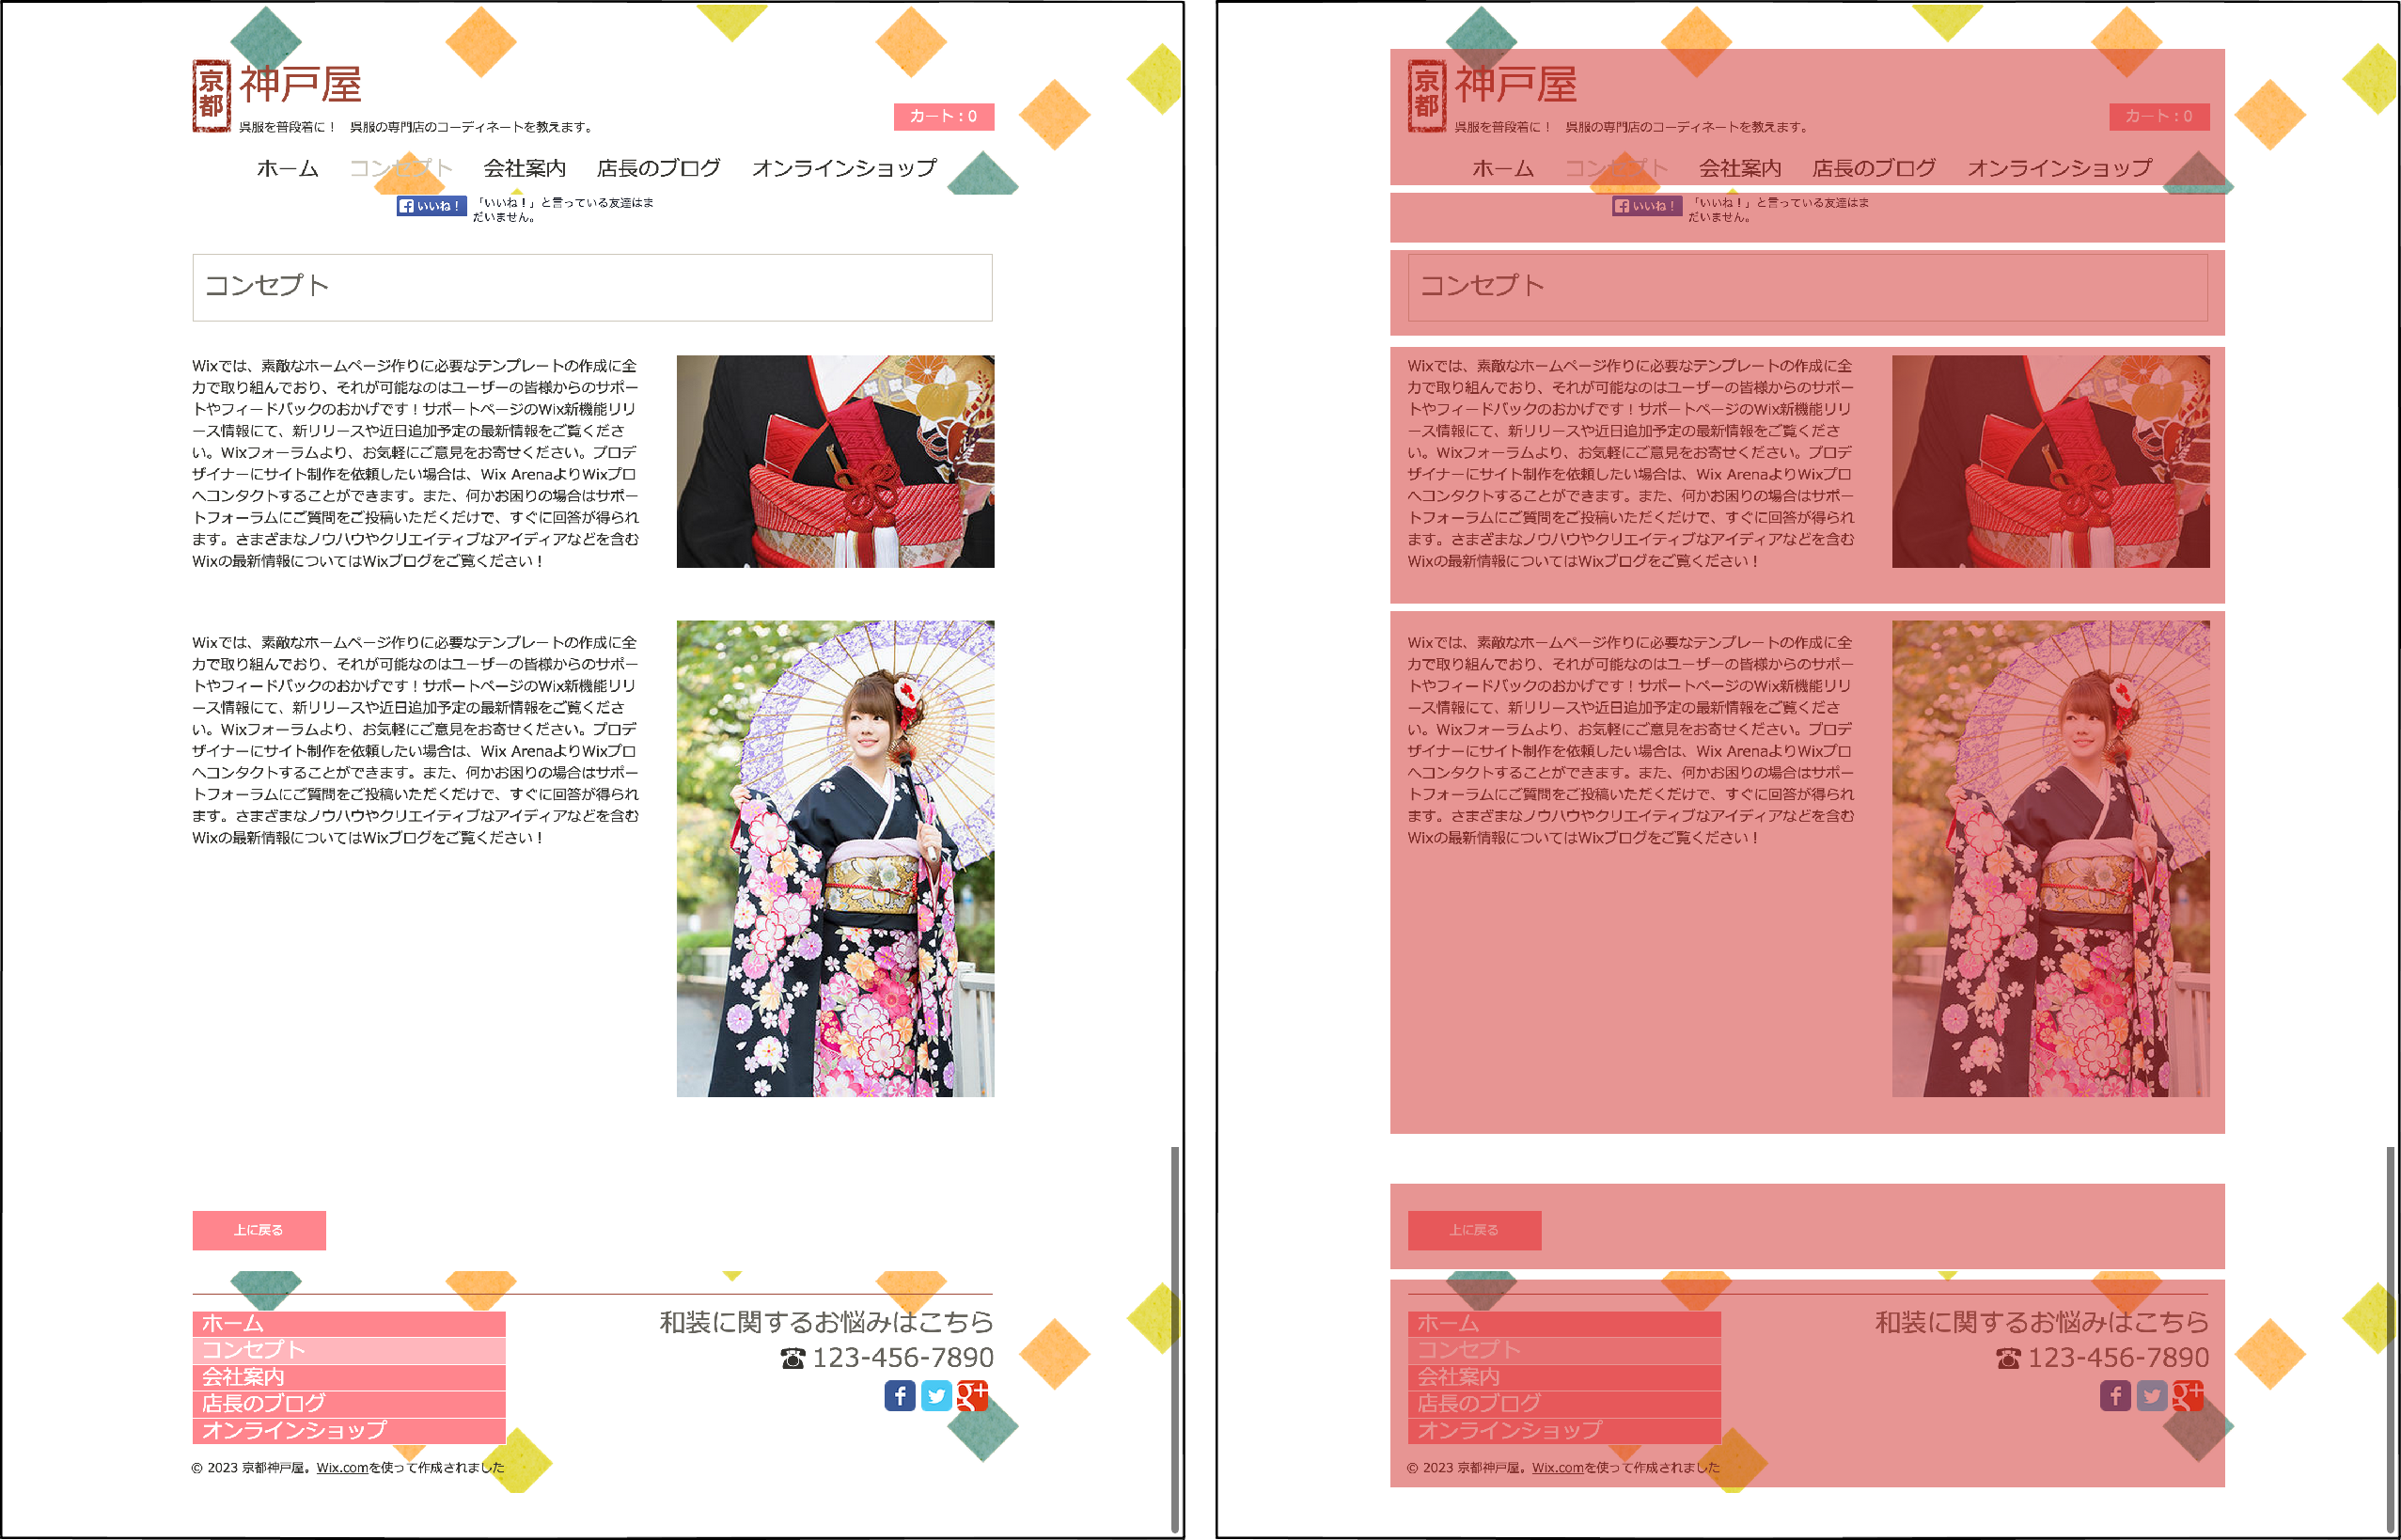 京都
神戸屋
呉服を普段着に！　呉服の専門店のコーディネートを教えます。
カート : 0
ホーム コンセプト 会社案内 店長のブログ オンラインショップ
いいね！ 「いいね！」と言っている友達はま
だいません。
コンセプト
Wixでは、素敵なホームページ作りに必要なテンプレートの作成に全
力で取り組んでおり、それが可能なのはユーザーの皆様からのサポー
トやフィードバックのおかげです！サポートページのWix新機能リリ
ース情報にて、新リリースや近日追加予定の最新情報をご覧くださ
い。Wixフォーラムより、お気軽にご意見をお寄せください。プロデ
ザイナーにサイト制作を依頼したい場合は、Wix ArenaよりWixプロ
へコンタクトすることができます。また、何かお困りの場合はサポー
トフォーラムにご質問をご投稿いただくだけで、すぐに回答が得られ
ます。さまざまなノウハウやクリエイティブなアイディアなどを含む
Wixの最新情報についてはWixブログをご覧ください！
Wixでは、素敵なホームページ作りに必要なテンプレートの作成に全
力で取り組んでおり、それが可能なのはユーザーの皆様からのサポー
トやフィードバックのおかげです！サポートページのWix新機能リリ
ース情報にて、新リリースや近日追加予定の最新情報をご覧くださ
い。Wixフォーラムより、お気軽にご意見をお寄せください。プロデ
ザイナーにサイト制作を依頼したい場合は、Wix ArenaよりWixプロ
へコンタクトすることができます。また、何かお困りの場合はサポー
トフォーラムにご質問をご投稿いただくだけで、すぐに回答が得られ
ます。さまざまなノウハウやクリエイティブなアイディアなどを含む
Wixの最新情報についてはWixブログをご覧ください！
上に戻る
ホーム
コンセプト
会社案内
店長のブログ
オンラインショップ
和装に関するお悩みはこちら
123-456-7890
f g+
© 2023 京都神戸屋。Wix.comを使って作成されました
京都
神戸屋
呉服を普段着に！　呉服の専門店のコーディネートを教えます。
カート : 0
ホーム コンセプト 会社案内 店長のブログ オンラインショップ
いいね！ 「いいね！」と言っている友達はま
だいません。
コンセプト
Wixでは、素敵なホームページ作りに必要なテンプレートの作成に全
力で取り組んでおり、それが可能なのはユーザーの皆様からのサポー
トやフィードバックのおかげです！サポートページのWix新機能リリ
ース情報にて、新リリースや近日追加予定の最新情報をご覧くださ
い。Wixフォーラムより、お気軽にご意見をお寄せください。プロデ
ザイナーにサイト制作を依頼したい場合は、Wix ArenaよりWixプロ
へコンタクトすることができます。また、何かお困りの場合はサポー
トフォーラムにご質問をご投稿いただくだけで、すぐに回答が得られ
ます。さまざまなノウハウやクリエイティブなアイディアなどを含む
Wixの最新情報についてはWixブログをご覧ください！
Wixでは、素敵なホームページ作りに必要なテンプレートの作成に全
力で取り組んでおり、それが可能なのはユーザーの皆様からのサポー
トやフィードバックのおかげです！サポートページのWix新機能リリ
ース情報にて、新リリースや近日追加予定の最新情報をご覧くださ
い。Wixフォーラムより、お気軽にご意見をお寄せください。プロデ
ザイナーにサイト制作を依頼したい場合は、Wix ArenaよりWixプロ
へコンタクトすることができます。また、何かお困りの場合はサポー
トフォーラムにご質問をご投稿いただくだけで、すぐに回答が得られ
ます。さまざまなノウハウやクリエイティブなアイディアなどを含む
Wixの最新情報についてはWixブログをご覧ください！
上に戻る
ホーム
コンセプト
会社案内
店長のブログ
オンラインショップ
和装に関するお悩みはこちら
123-456-7890
f g+
© 2023 京都神戸屋。Wix.comを使って作成されました